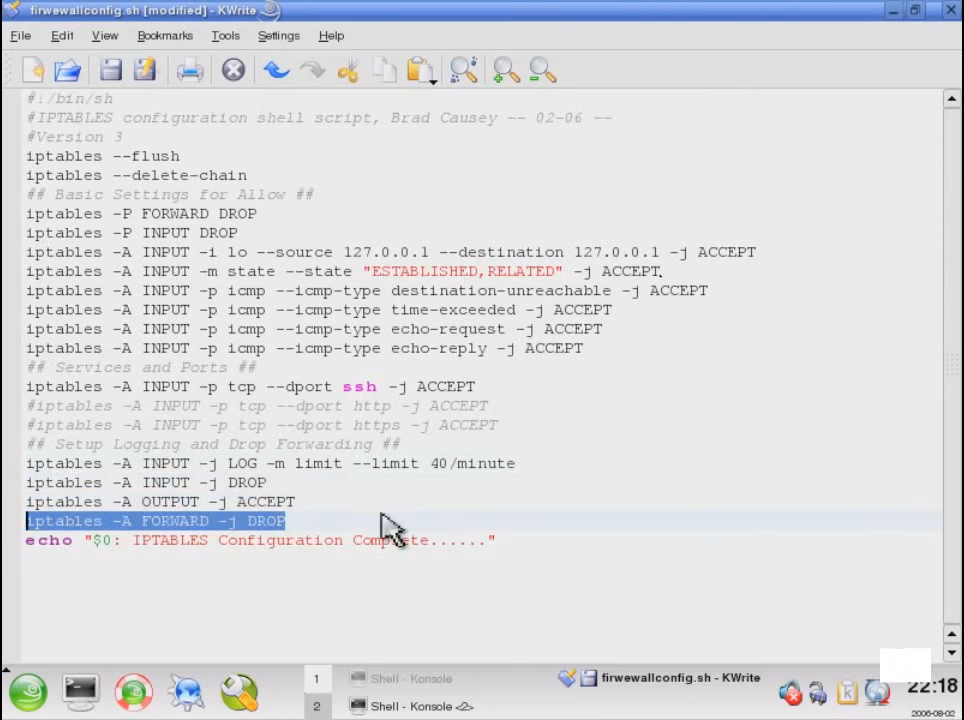 firwewallconfig.sh [modified] - KWrite
File Edit View Bookmarks Tools Settings Help
#!/bin/sh
#IPTABLES configuration shell script, Brad Causey -- 02-06 --
#Version 3
iptables --flush
iptables --delete-chain
## Basic Settings for Allow ##
iptables -P FORWARD DROP
iptables -P INPUT DROP
iptables -A INPUT -i lo --source 127.0.0.1 --destination 127.0.0.1 -j ACCEPT
iptables -A INPUT -m state --state "ESTABLISHED,RELATED" -j ACCEPT
iptables -A INPUT -p icmp --icmp-type destination-unreachable -j ACCEPT
iptables -A INPUT -p icmp --icmp-type time-exceeded -j ACCEPT
iptables -A INPUT -p icmp --icmp-type echo-request -j ACCEPT
iptables -A INPUT -p icmp --icmp-type echo-reply -j ACCEPT
## Services and Ports ##
iptables -A INPUT -p tcp --dport ssh -j ACCEPT
#iptables -A INPUT -p tcp --dport http -j ACCEPT
#iptables -A INPUT -p tcp --dport https -j ACCEPT
## Setup Logging and Drop Forwarding ##
iptables -A INPUT -j LOG -m limit --limit 40/minute
iptables -A INPUT -j DROP
iptables -A OUTPUT -j ACCEPT
iptables -A FORWARD -j DROP
echo "$0: IPTABLES Configuration Complete......"
1 Shell - Konsole firwewallconfig.sh - KWrite
2 Shell - Konsole <2> 22:18
2006-08-02